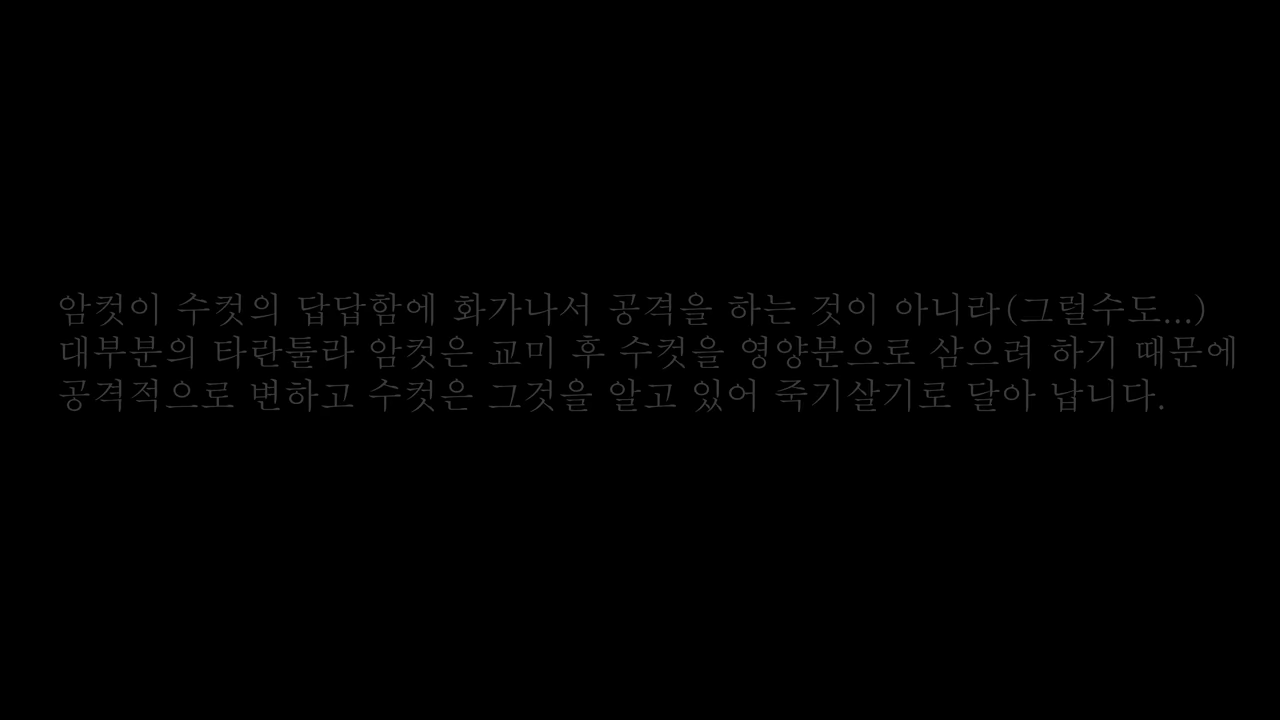 암컷이 수컷의 답답함에 화가나서 공격을 하는 것이 아니라(그럴수도...)
대부분의 타란툴라 암컷은 교미 후 수컷을 영양분으로 삼으려 하기 때문에
공격적으로 변하고 수컷은 그것을 알고 있어 죽기살기로 달아 납니다.